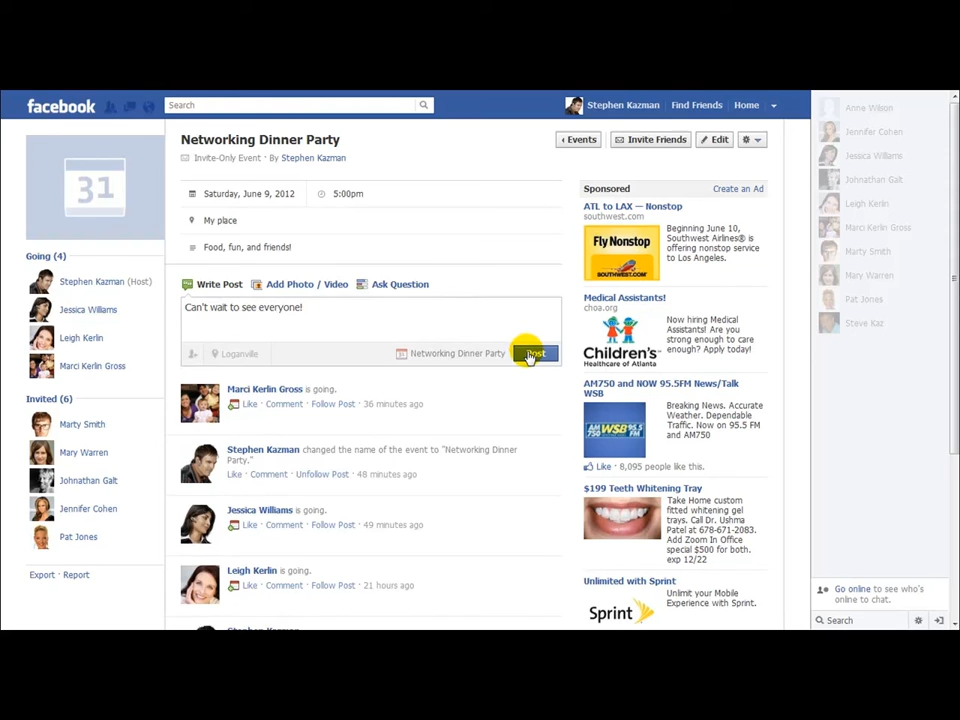 facebook
Search
Stephen Kazman
Find Friends
Home
31
Networking Dinner Party
Invite-Only Event · By Stephen Kazman
Events
Invite Friends
Edit
Saturday, June 9, 2012
5:00pm
My place
Food, fun, and friends!
Going (4)
Stephen Kazman (Host)
Jessica Williams
Leigh Kerlin
Marci Kerlin Gross
Invited (6)
Marty Smith
Mary Warren
Johnathan Galt
Jennifer Cohen
Pat Jones
Export · Report
Write Post
Add Photo / Video
Ask Question
Can't wait to see everyone!
Loganville
Networking Dinner Party
Post
Marci Kerlin Gross is going.
Like · Comment · Follow Post · 36 minutes ago
Stephen Kazman changed the name of the event to "Networking Dinner
Party."
Like · Comment · Unfollow Post · 48 minutes ago
Jessica Williams is going.
Like · Comment · Follow Post · 49 minutes ago
Leigh Kerlin is going.
Like · Comment · Follow Post · 21 hours ago
Sponsored
Create an Ad
ATL to LAX — Nonstop
southwest.com
Fly Nonstop
SOUTHWEST.COM
Beginning June 10,
Southwest Airlines® is
offering nonstop service
to Los Angeles.
Medical Assistants!
choa.org
Children's
Healthcare of Atlanta
Now hiring Medical
Assistants! Are you
strong enough to
care enough? Apply today!
AM750 and NOW 95.5FM News/Talk
WSB
AM 750
WSB
95.5 FM
Breaking News. Accurate
Weather. Dependable
Traffic. Now on 95.5 FM
and AM750
Like · 8,095 people like this.
$199 Teeth Whitening Tray
Take Home custom
fitted whitening gel
trays. Call Dr. Ushma
Patel at 678-671-2083.
Add Zoom In Office
special $500 for both.
exp 12/22
Unlimited with Sprint
Sprint
Unlimit your Mobile
Experience with Sprint.
Anne Wilson
Jennifer Cohen
Jessica Williams
Johnathan Galt
Leigh Kerlin
Marci Kerlin Gross
Marty Smith
Mary Warren
Pat Jones
Steve Kaz
Go online to see who's
online to chat.
Search